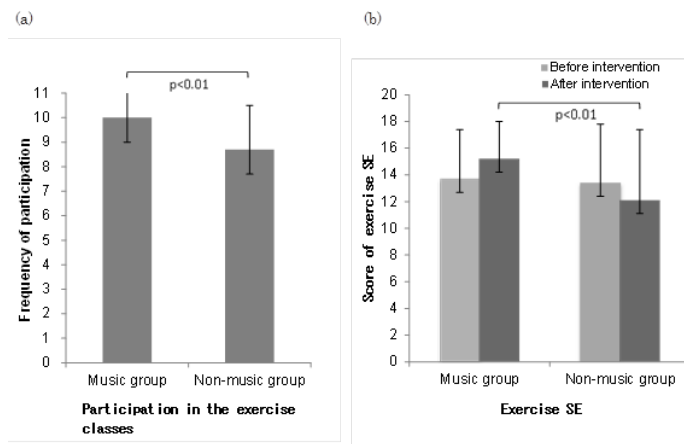 (a)
p<0.01
11
10
9
8
7
6
5
4
3
2
1
0
Frequency of participation
Music group Non-music group
Participation in the exercise
classes
(b)
Before intervention
After intervention
p<0.01
20
18
16
14
12
10
8
6
4
2
0
Score of exercise SE
Music group Non-music group
Exercise SE